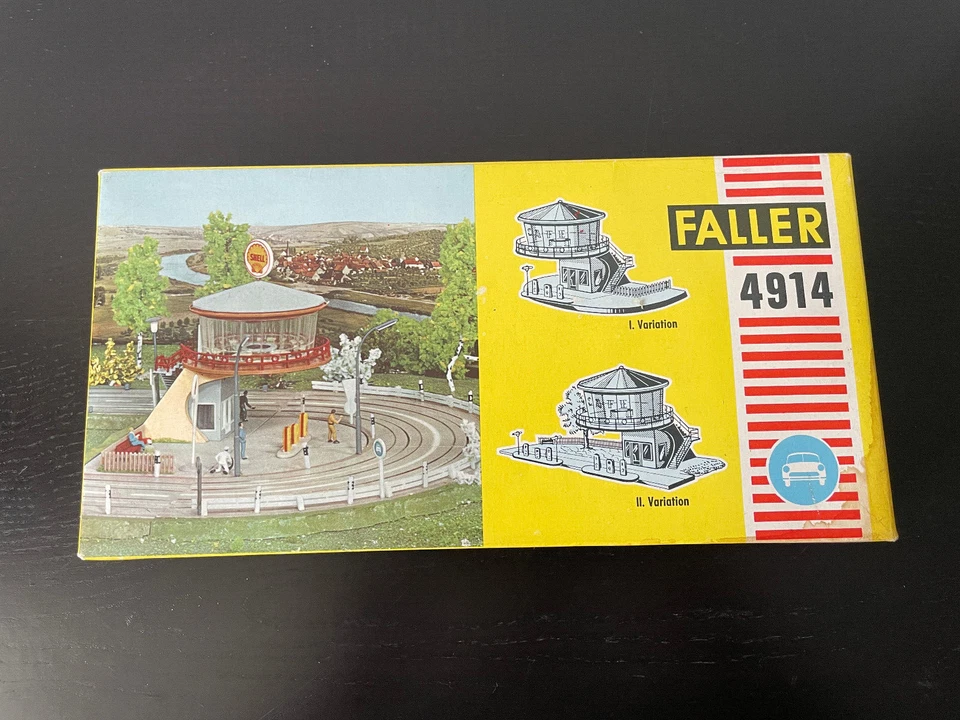 SHELL
I. Variation
II. Variation
FALLER
4914